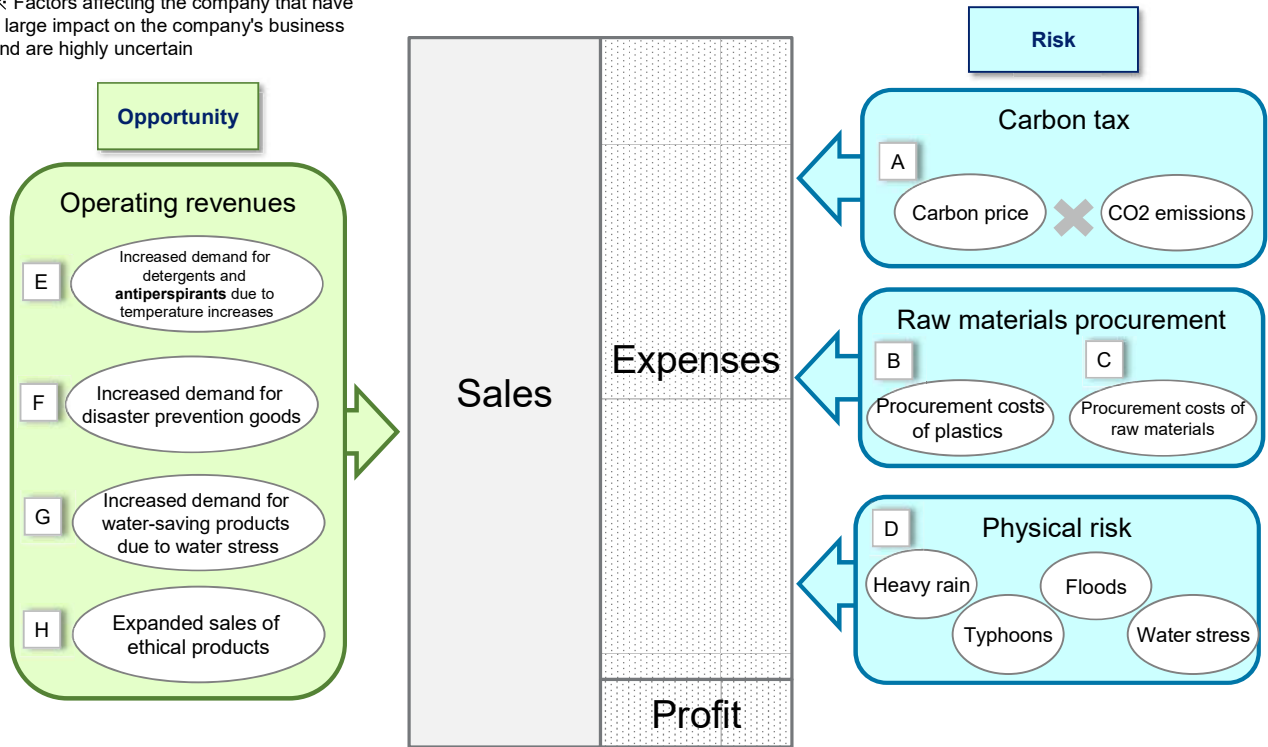 ※ Factors affecting the company that have
large impact on the company's business
nd are highly uncertain
Opportunity
Operating revenues
E
Increased demand for
detergents and
antiperspirants due to
temperature increases
F
Increased demand for
disaster prevention goods
G
Increased demand for
water-saving products
due to water stress
H
Expanded sales of
ethical products
Sales
Expenses
Profit
Risk
Carbon tax
A
Carbon price
CO2 emissions
Raw materials procurement
B
Procurement costs
of plastics
C
Procurement costs of
raw materials
Physical risk
D
Heavy rain
Typhoons
Floods
Water stress